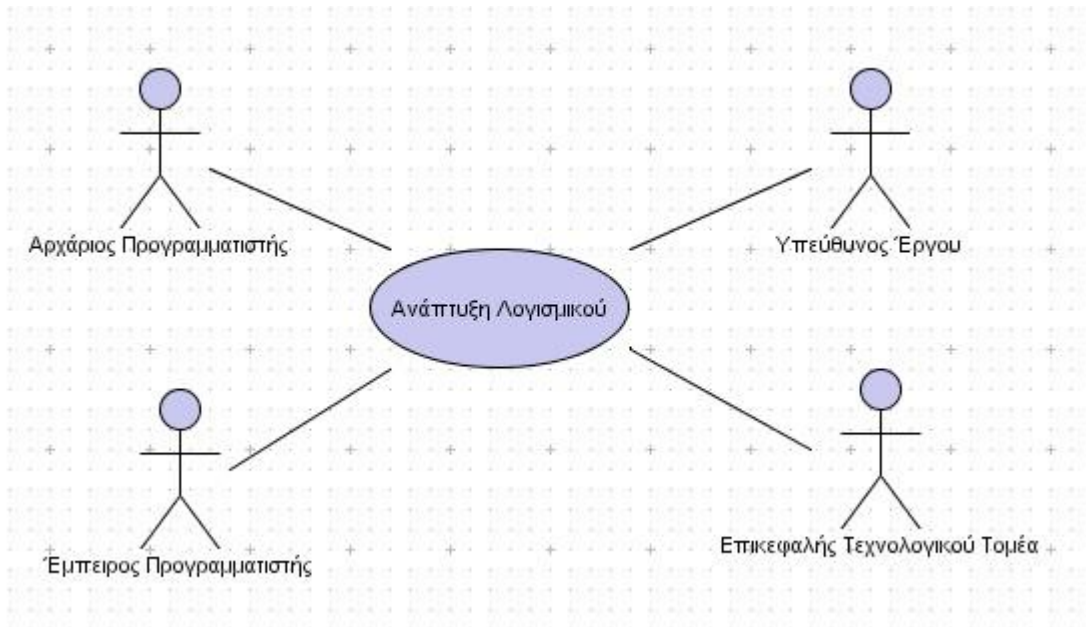 Αρχάριος Προγραμματιστής
Υπεύθυνος Έργου
Ανάπτυξη Λογισμικού
Επικεφαλής Τεχνολογικού Τομέα
Έμπειρος Προγραμματιστής